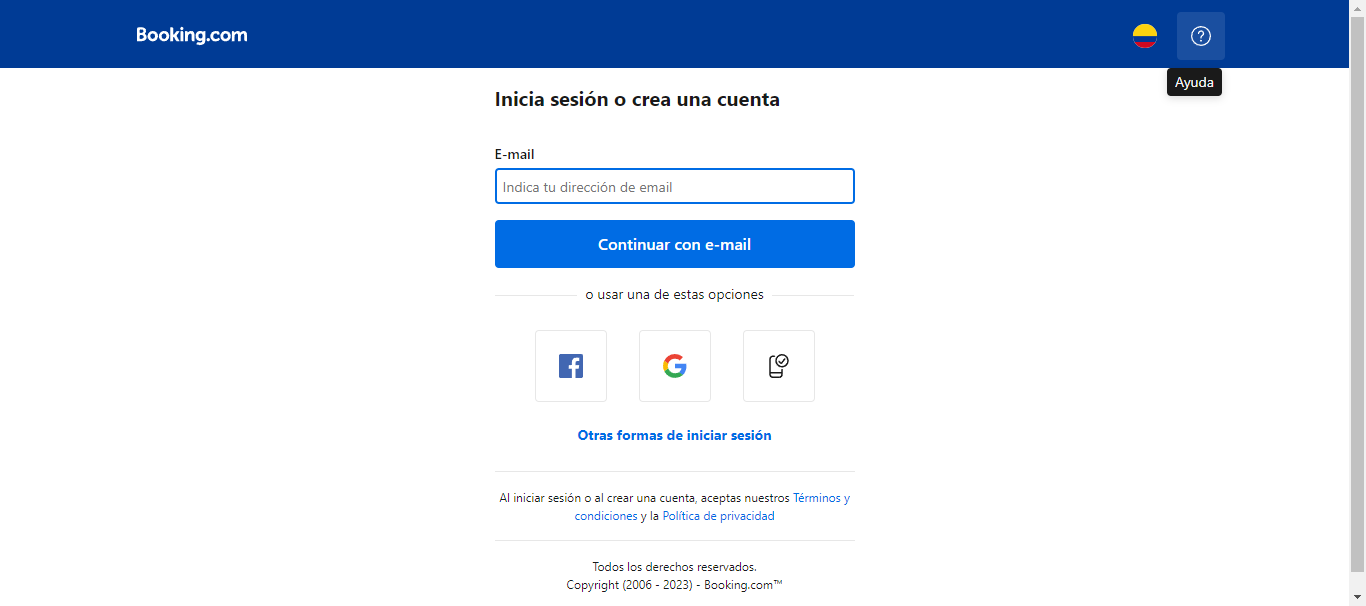 Booking.com
Ayuda
Inicia sesión o crea una cuenta
E-mail
Indica tu dirección de email
Continuar con e-mail
o usar una de estas opciones
Otras formas de iniciar sesión
Al iniciar sesión o al crear una cuenta, aceptas nuestros Términos y
condiciones y la Política de privacidad
Todos los derechos reservados.
Copyright (2006 - 2023) - Booking.com™